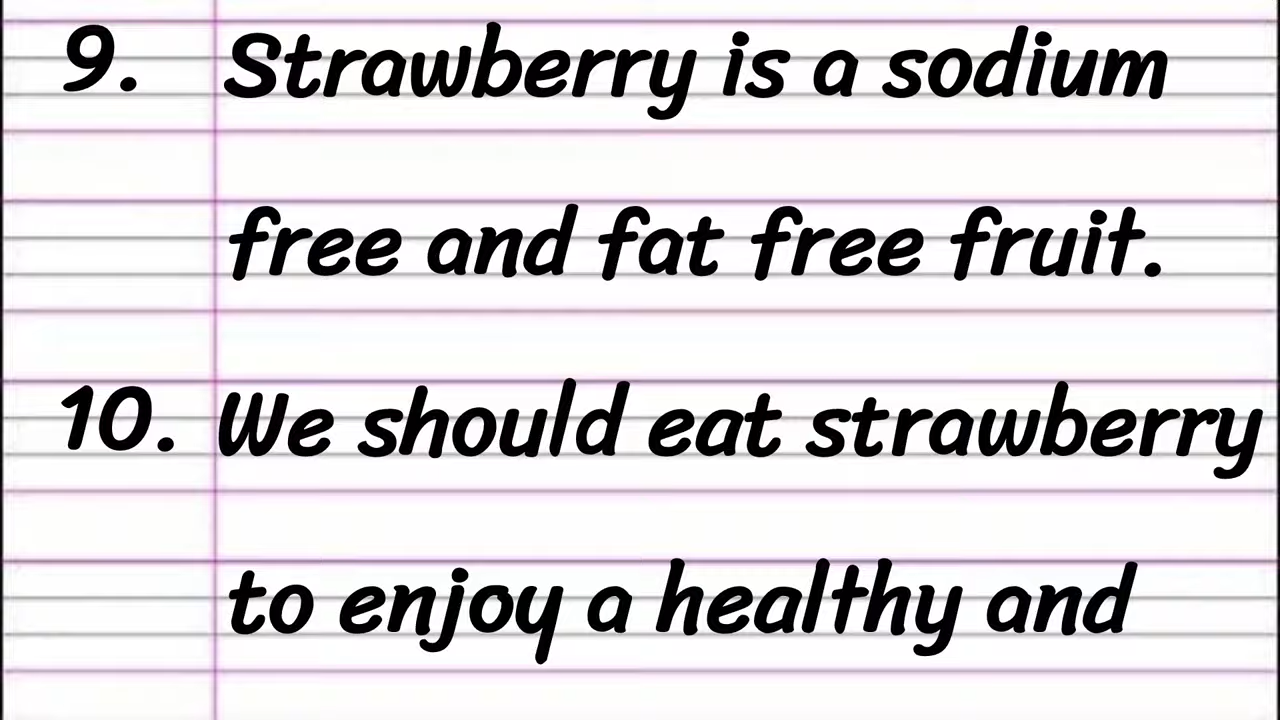 9. Strawberry is a sodium
free and fat free fruit.
10. We should eat strawberry
to enjoy a healthy and